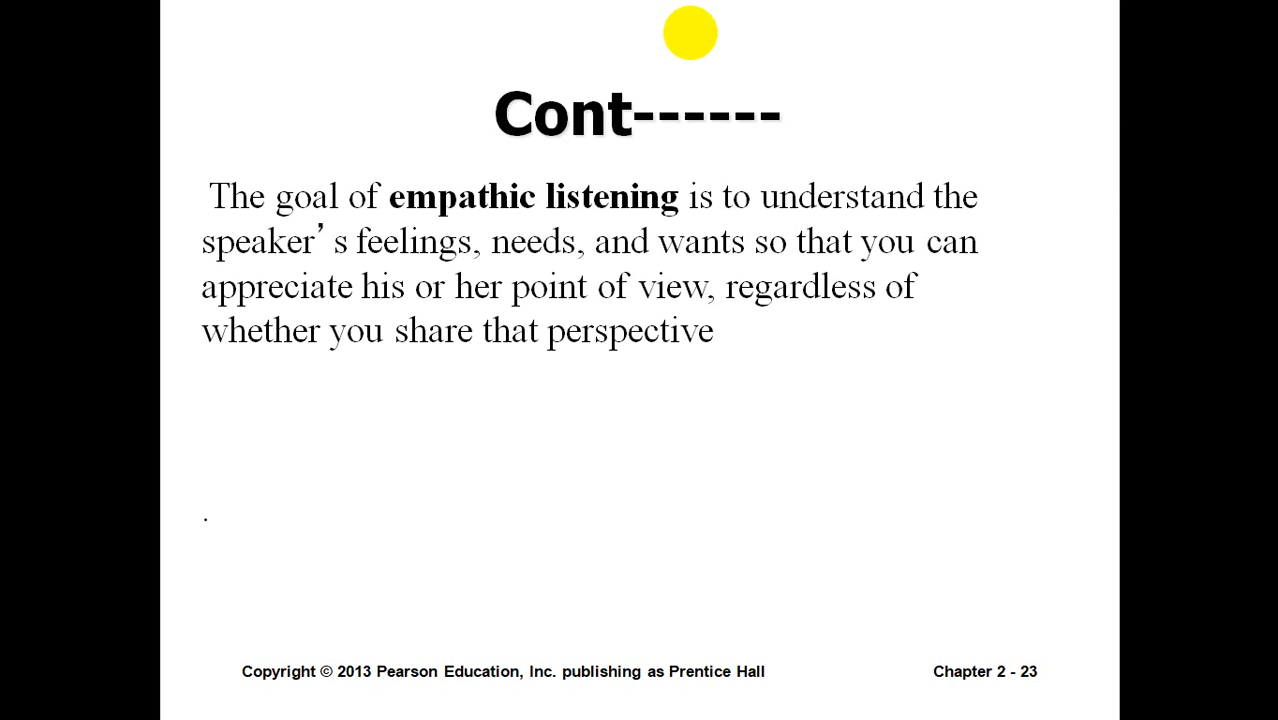 Cont------
The goal of empathic listening is to understand the
speaker’ s feelings, needs, and wants so that you can
appreciate his or her point of view, regardless of
whether you share that perspective
.
Copyright © 2013 Pearson Education, Inc. publishing as Prentice Hall
Chapter 2 - 23